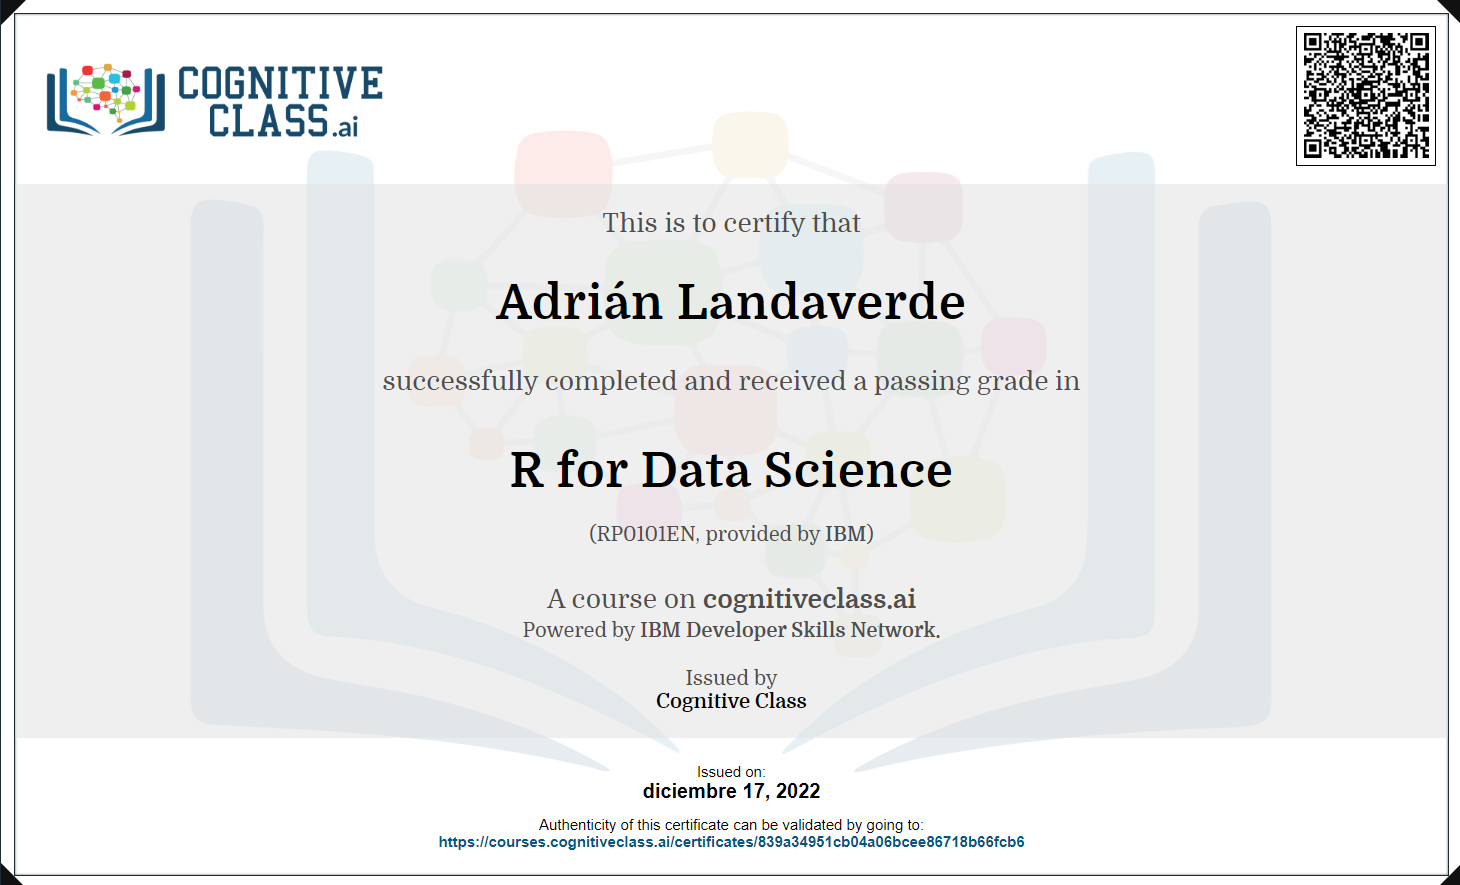 COGNITIVE
CLASS.ai
This is to certify that
Adrián Landaverde
successfully completed and received a passing grade in
R for Data Science
(RP0101EN, provided by IBM)
A course on cognitiveclass.ai
Powered by IBM Developer Skills Network.
Issued by
Cognitive Class
Issued on:
diciembre 17, 2022
Authenticity of this certificate can be validated by going to:
https://courses.cognitiveclass.ai/certificates/839a34951cb04a06bcee86718b66fcb6